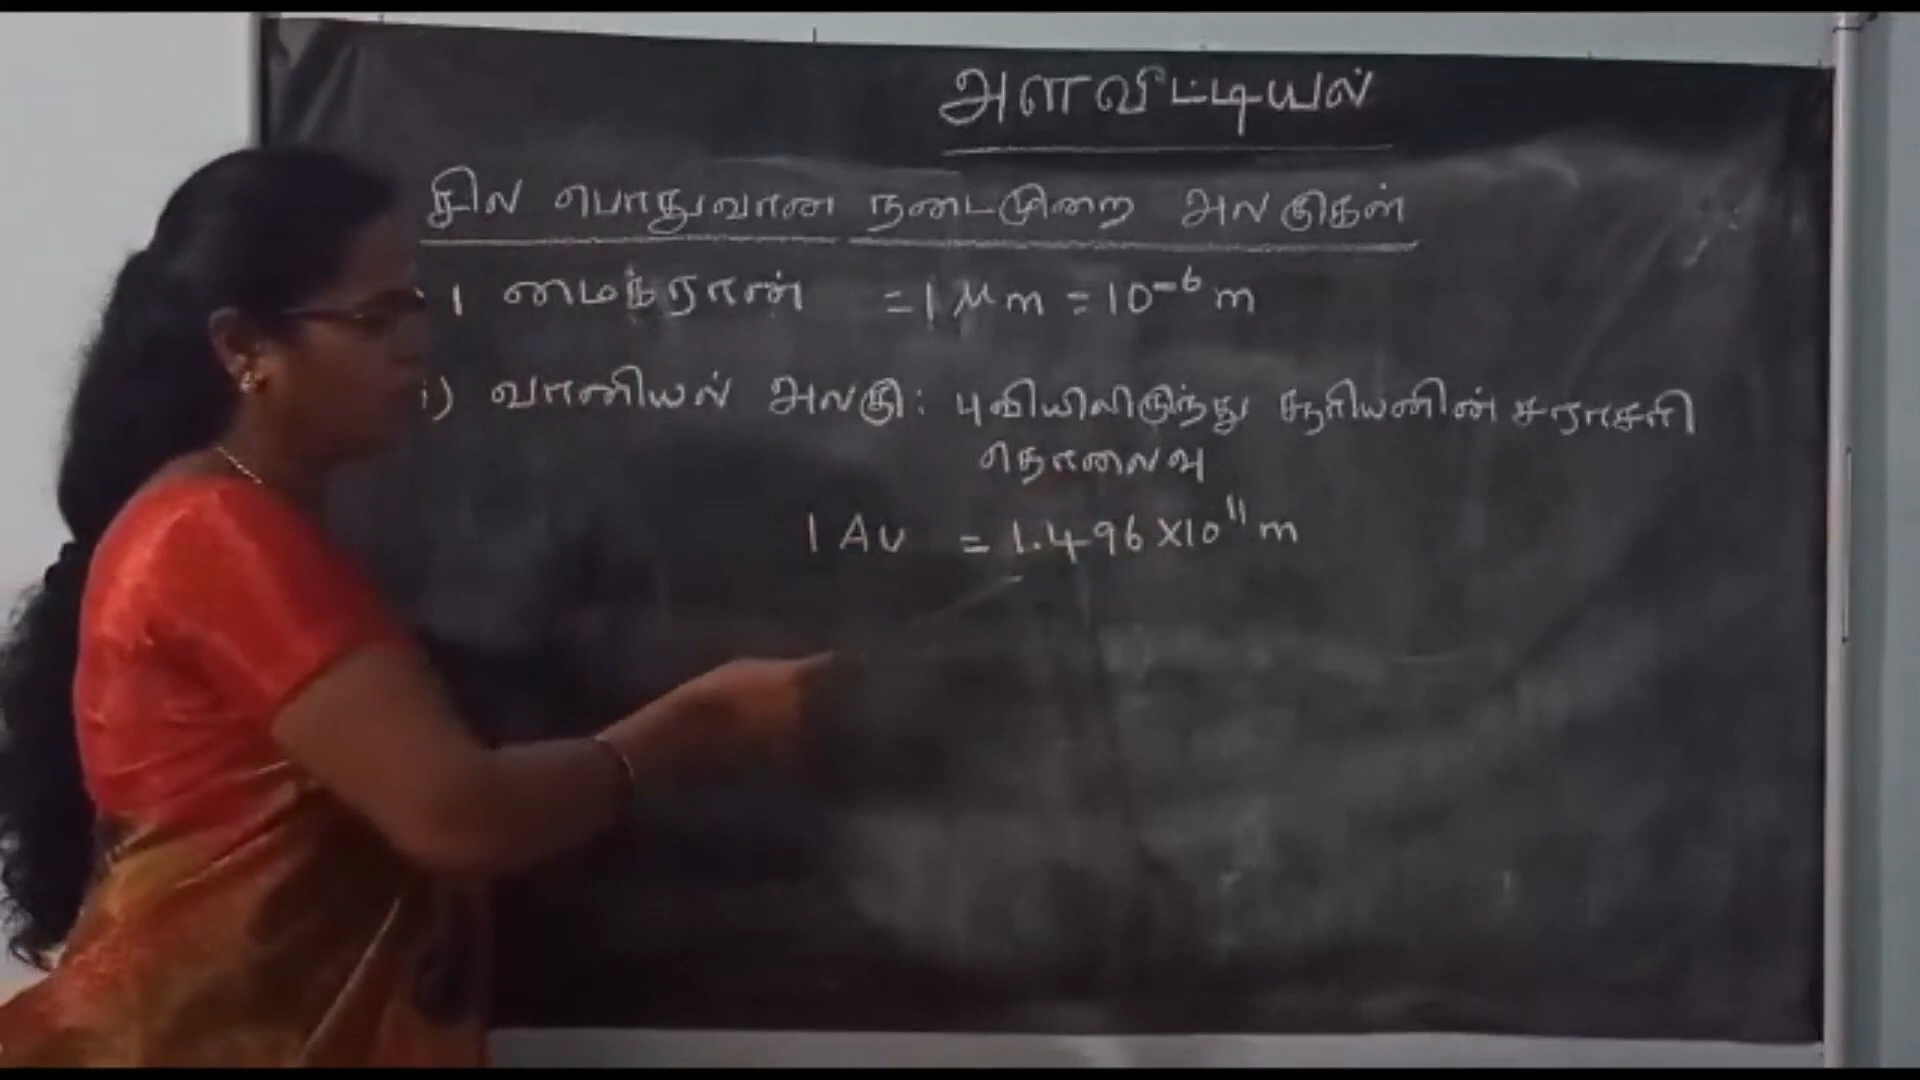 அளவிட்டியல்
சில பொதுவான நடைமுறை அலகுகள்
1 மைக்ரான் = 1 μm = 10⁻⁶ m
i) வானியல் அலகு: புவியிலிருந்து சூரியனின் சராசரி
தொலைவு
1 AU = 1.496 X10¹¹ m